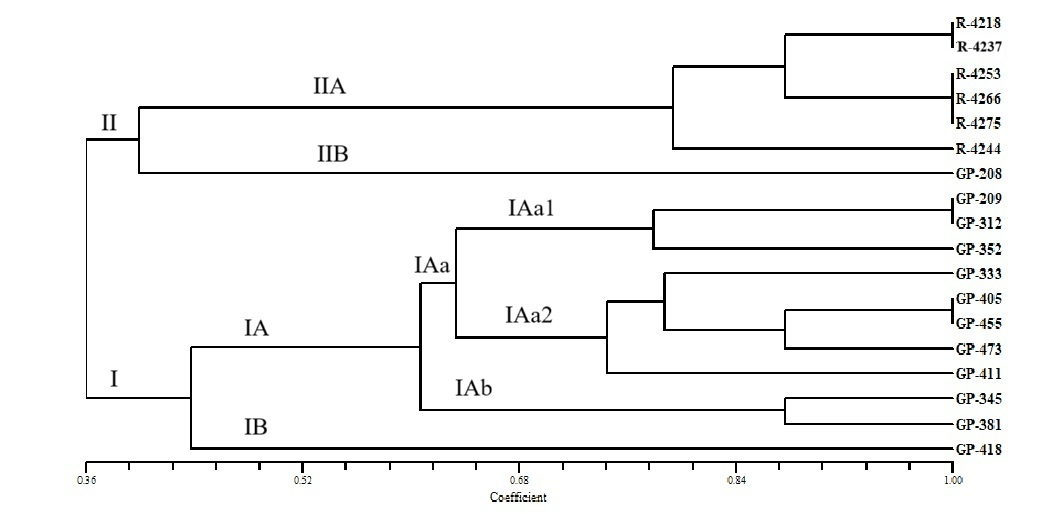 R-4218
R-4237
R-4253
IIA
R-4266
II
R-4275
R-4244
IIB
GP-208
GP-209
IAa1
GP-312
GP-352
IAa
GP-333
GP-405
IAa2
GP-455
IA
GP-473
GP-411
I
IAb
GP-345
GP-381
IB
GP-418
0.36 0.52 0.68 0.84 1.00
Coefficient